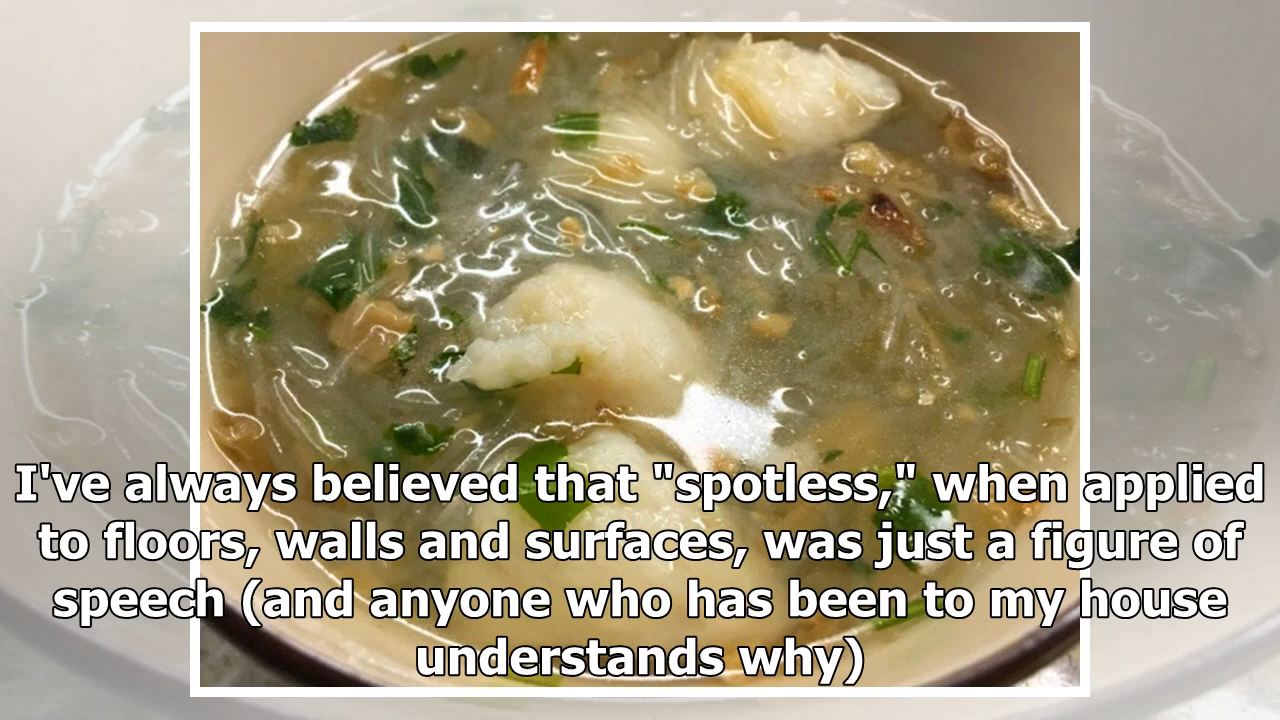 I've always believed that "spotless," when applied
to floors, walls and surfaces, was just a figure of
speech (and anyone who has been to my house
understands why)